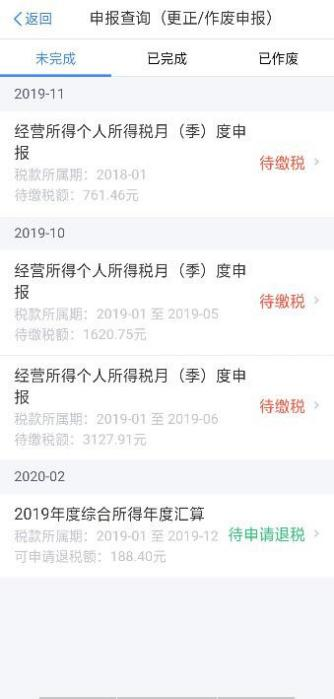 返回
申报查询（更正/作废申报）
未完成
已完成
已作废
2019-11
经营所得个人所得税月（季）度申
报
税款所属期：2018-01
待缴税
待缴税额：761.46元
2019-10
经营所得个人所得税月（季）度申
报
税款所属期：2019-01 至 2019-05
待缴税
待缴税额：1620.75元
经营所得个人所得税月（季）度申
报
税款所属期：2019-01 至 2019-06
待缴税
待缴税额：3127.91元
2020-02
2019年度综合所得年度汇算
税款所属期：2019-01 至 2019-12
待申请退税
可申请退税额：188.40元